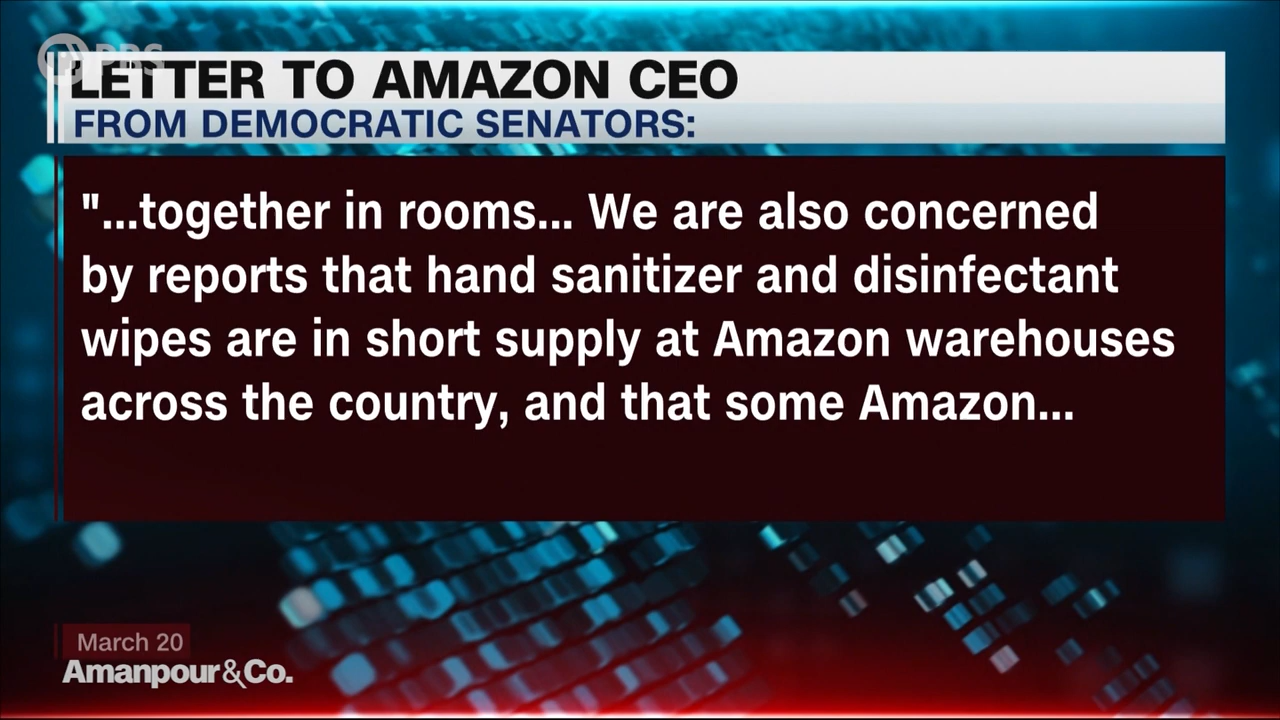 PBS
LETTER TO AMAZON CEO
FROM DEMOCRATIC SENATORS:
"...together in rooms... We are also concerned
by reports that hand sanitizer and disinfectant
wipes are in short supply at Amazon warehouses
across the country, and that some Amazon...
March 20
Amanpour&Co.